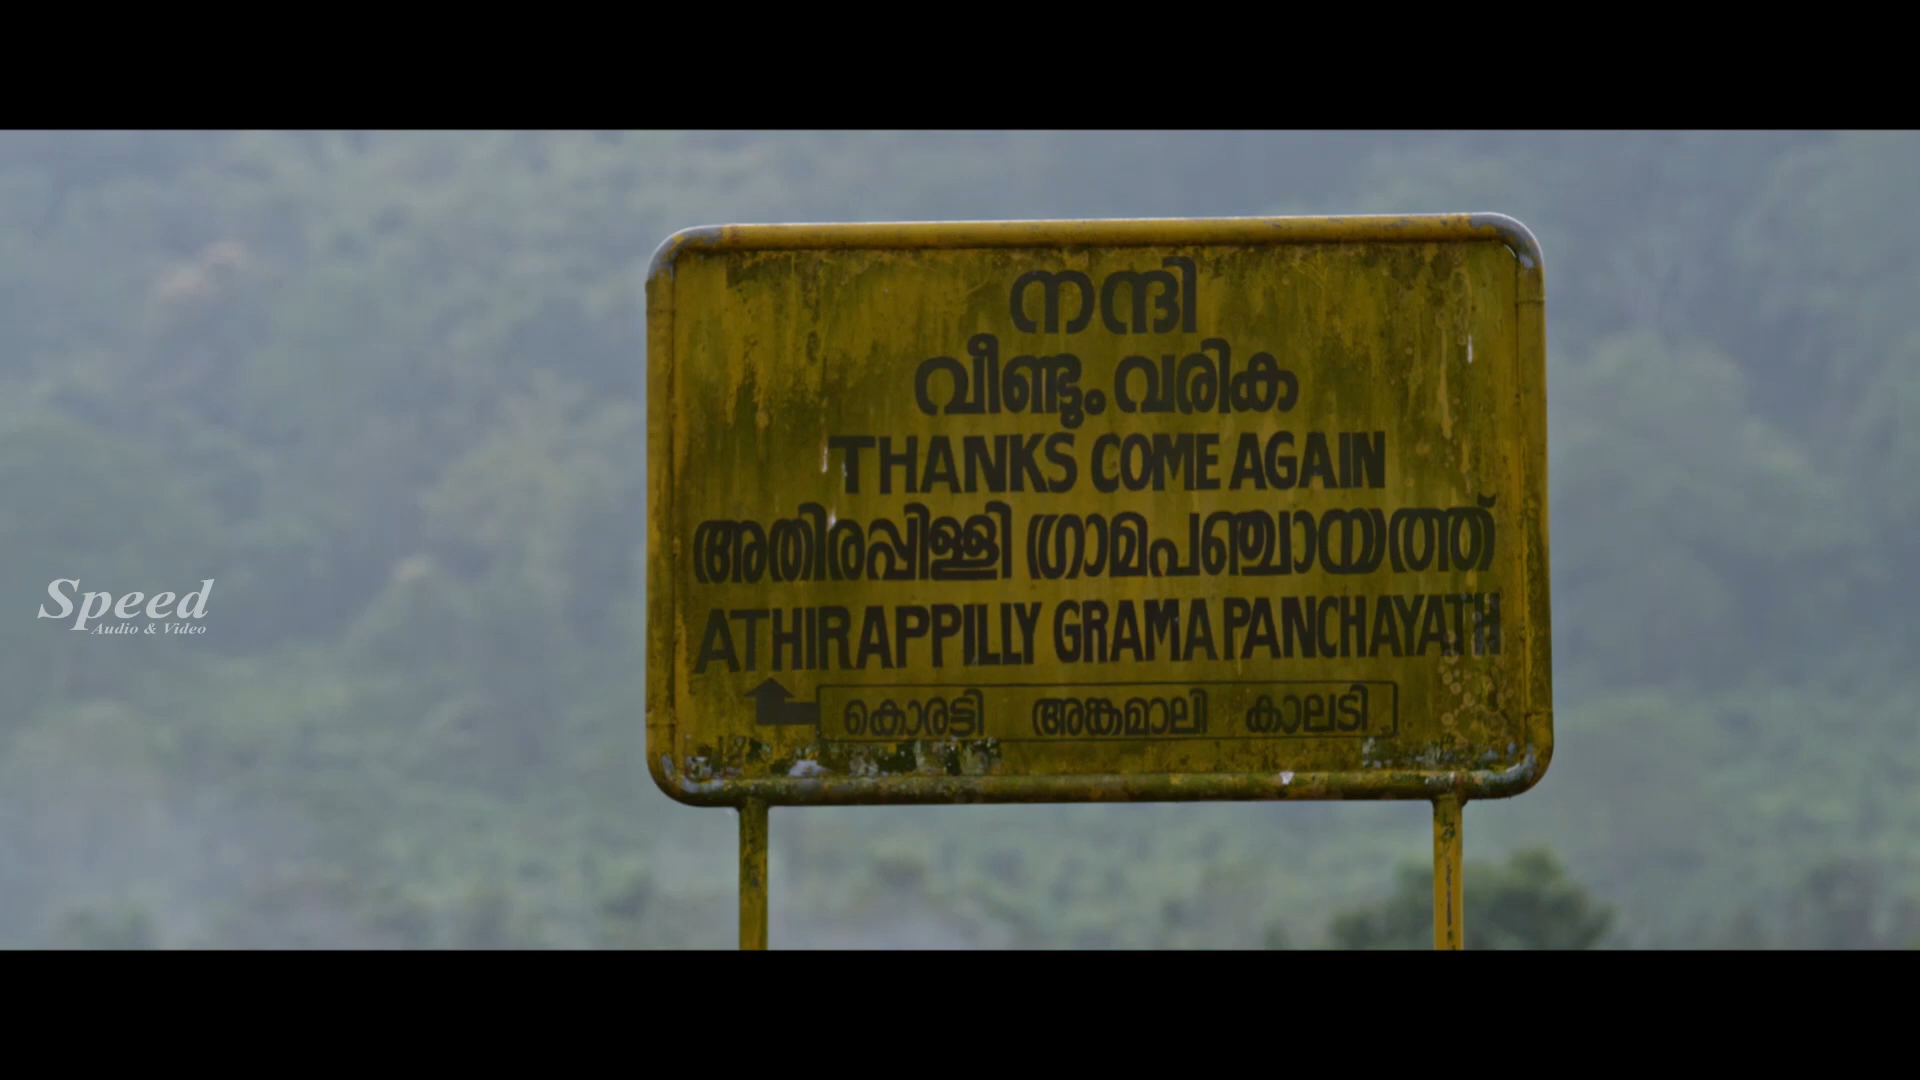 നന്ദി
വീണ്ടും വരിക
THANKS COME AGAIN
അതിരപ്പിള്ളി ഗ്രാമപഞ്ചായത്ത്
ATHIRAPPILLY GRAMA PANCHAYATH
കൊരട്ടി അങ്കമാലി കാലടി
Speed
Audio & Video